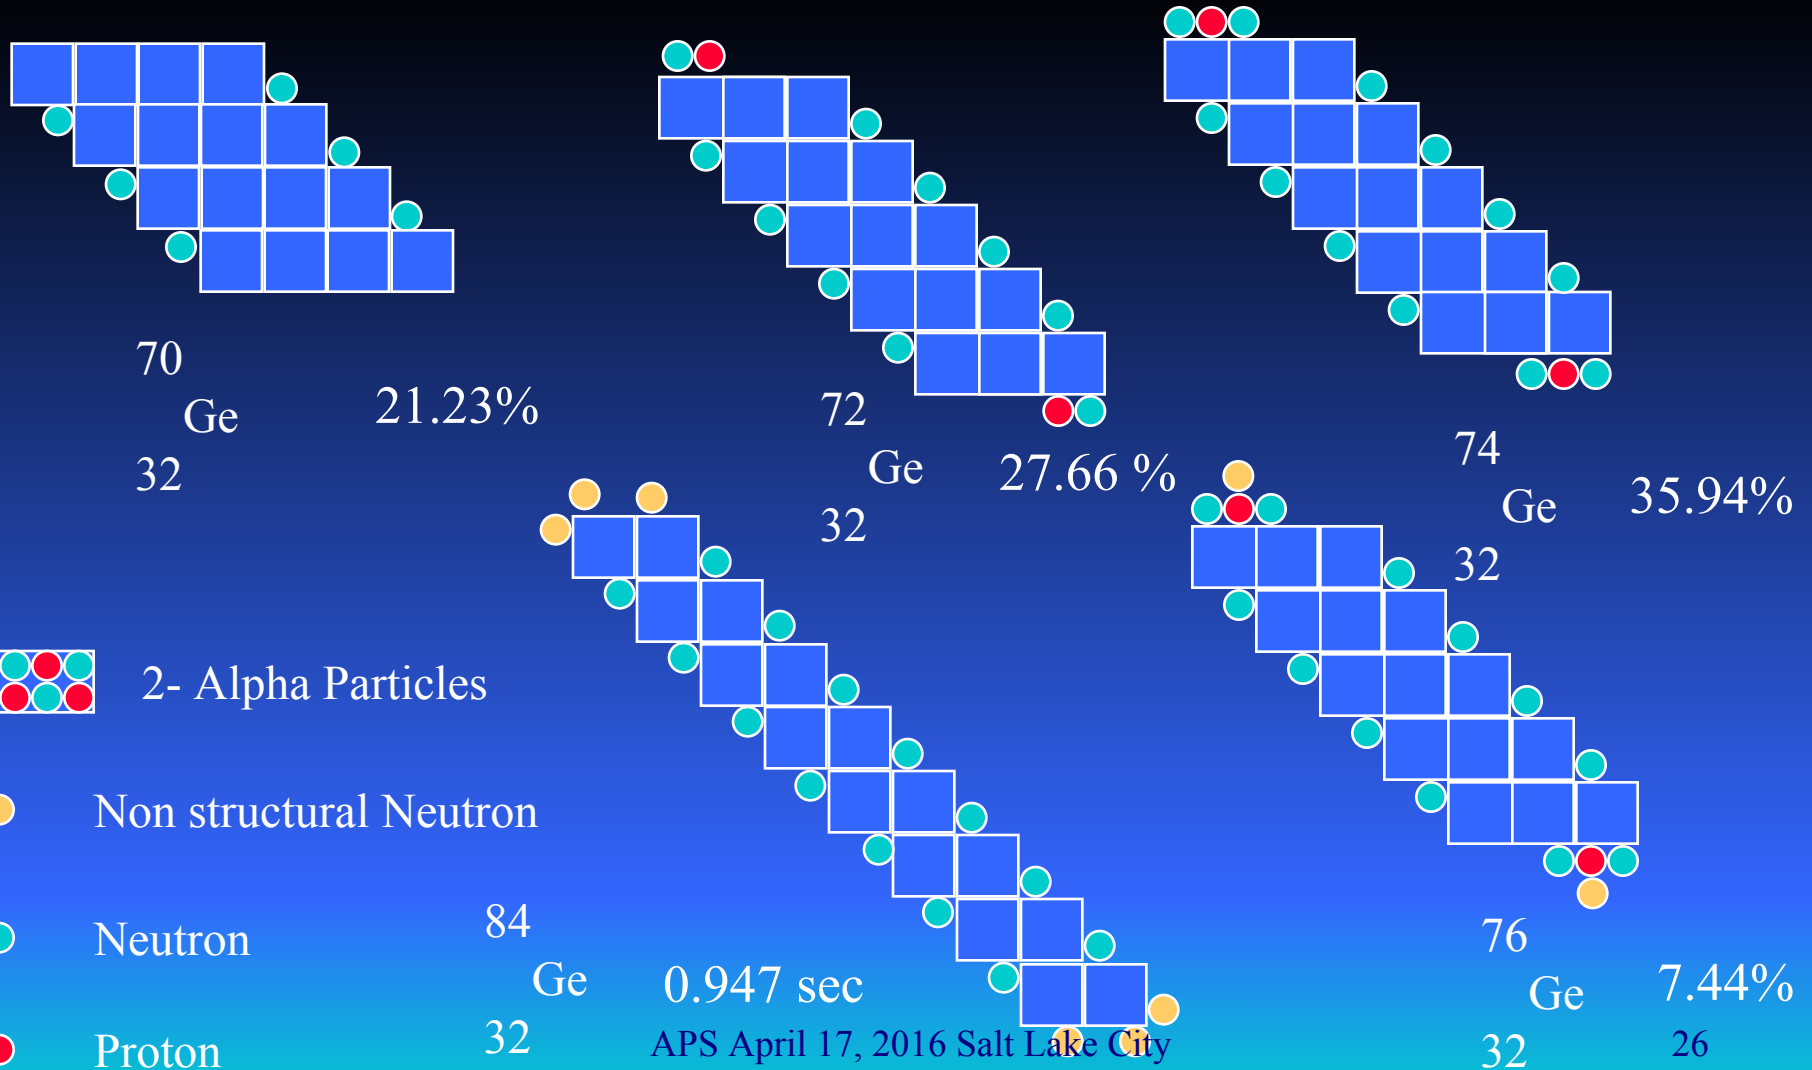 70
Ge
32
21.23%
72
Ge
32
27.66 %
74
Ge
32
35.94%
2- Alpha Particles
Non structural Neutron
Neutron
Proton
84
Ge
32
0.947 sec
76
Ge
32
7.44%
APS April 17, 2016 Salt Lake City
26